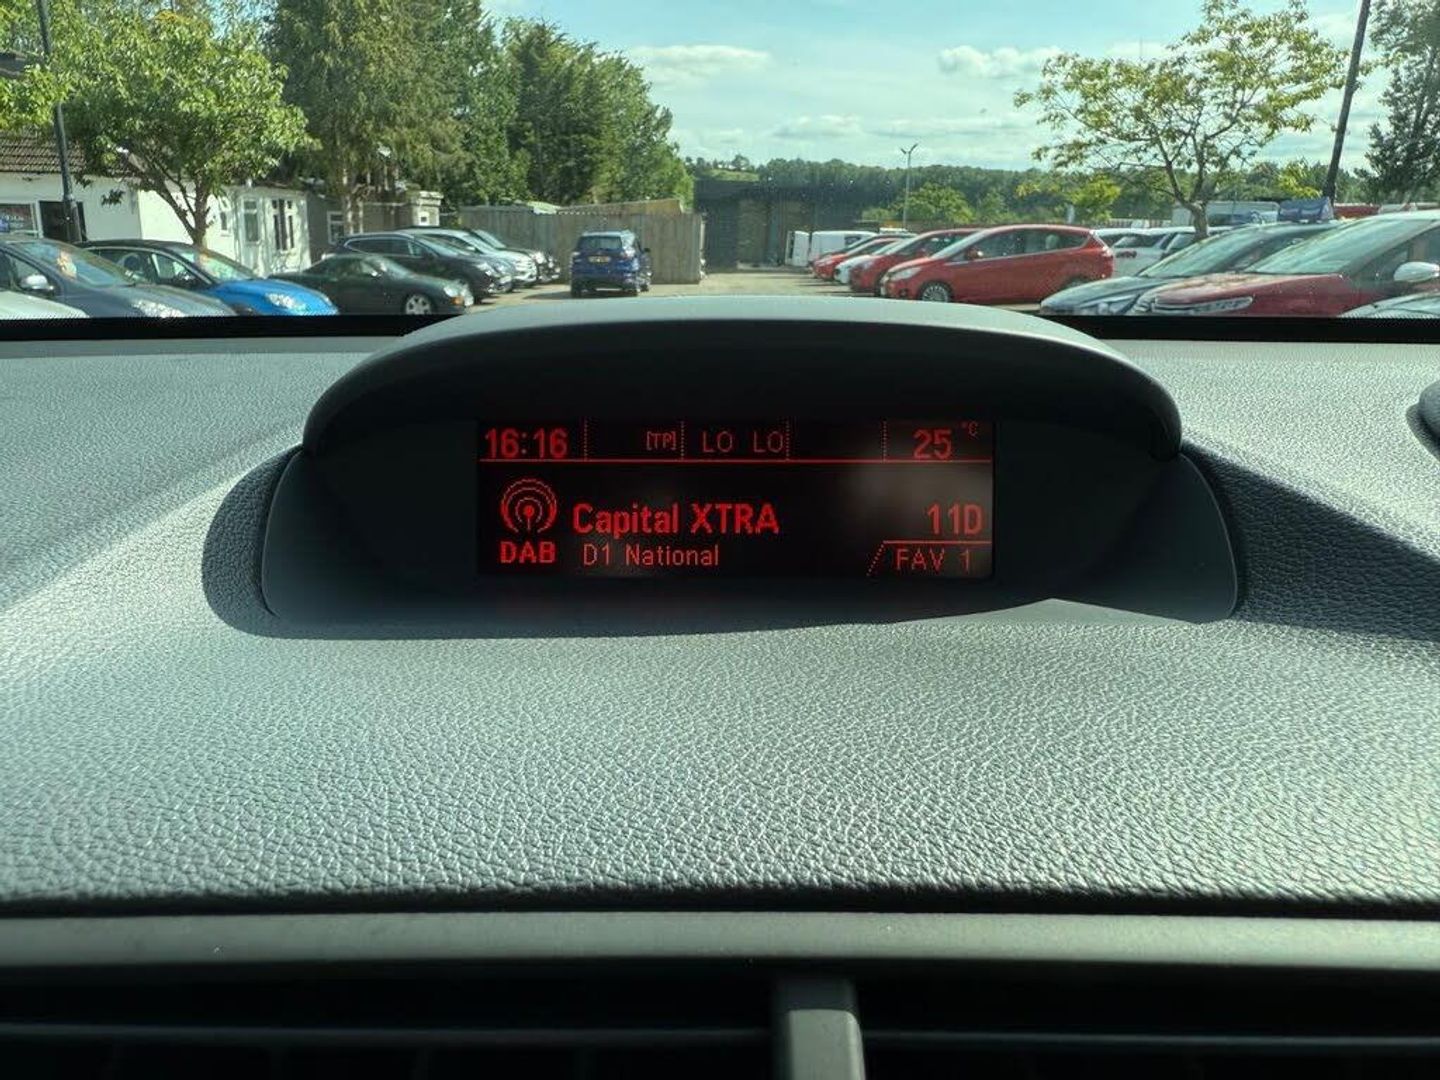 16:16 [TP] LO LO 25 °C
Capital XTRA 11D
DAB D1 National FAV 1